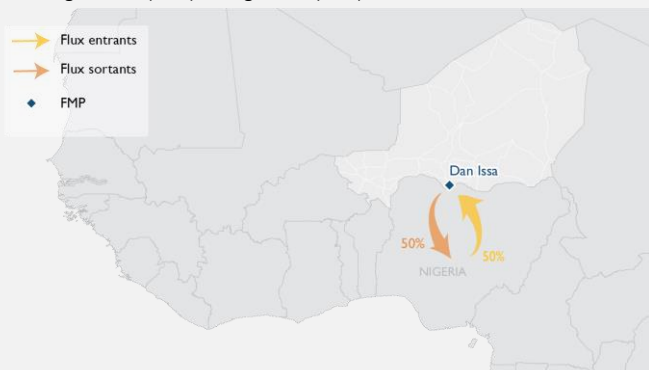 Flux entrants
Flux sortants
FMP
Dan Issa
50%
50%
NIGERIA